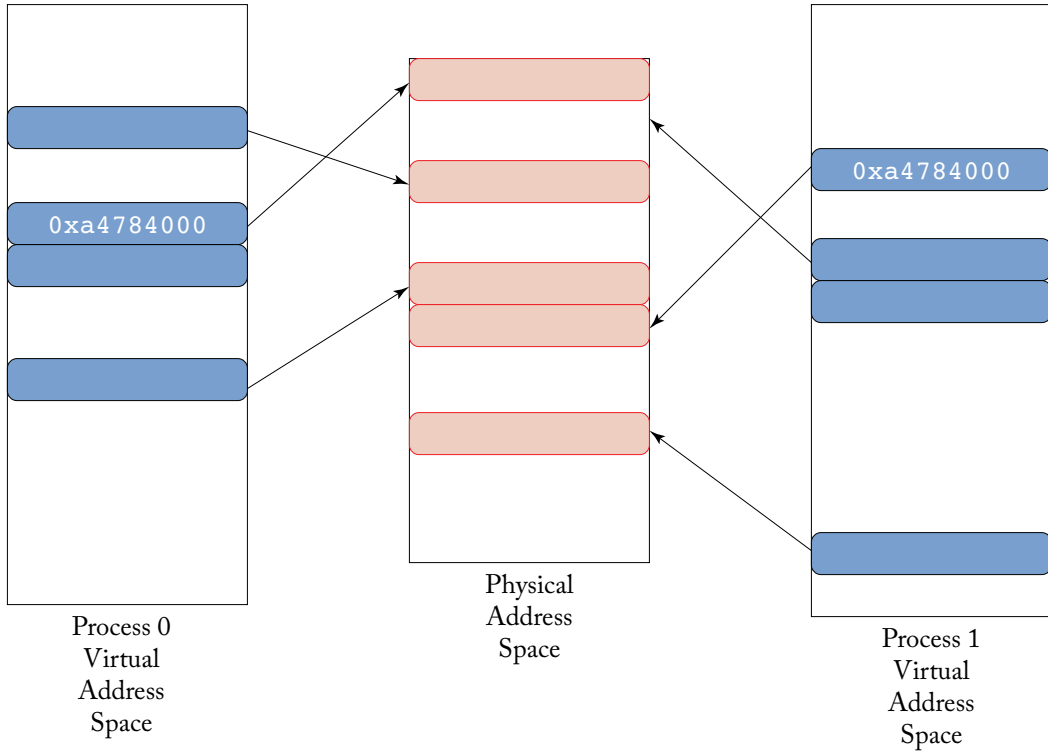 0xa4784000
Process 0
Virtual
Address
Space
Physical
Address
Space
0xa4784000
Process 1
Virtual
Address
Space